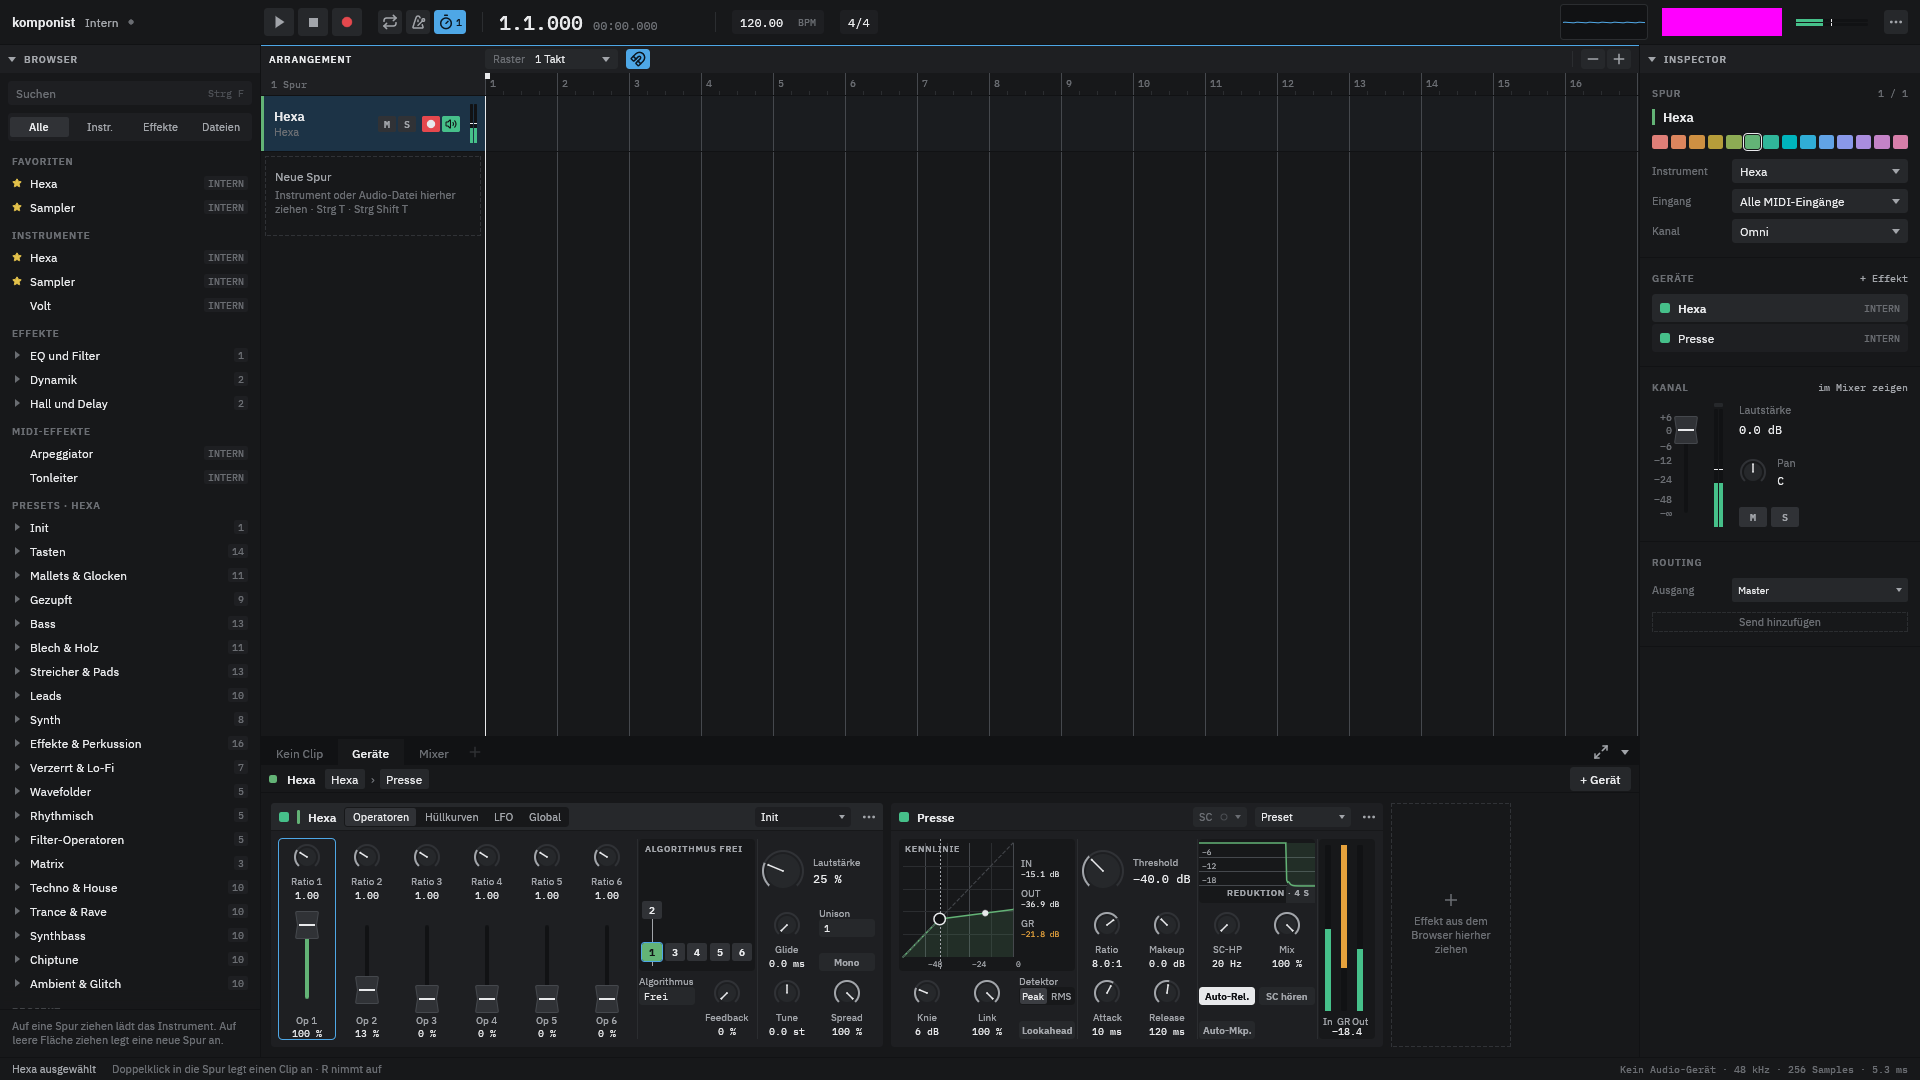 komponist Intern
1
1.1.000 00:00.000
120.00 BPM
4/4
BROWSER
Suchen Strg F
Alle Instr. Effekte Dateien
FAVORITEN
Hexa INTERN
Sampler INTERN
INSTRUMENTE
Hexa INTERN
Sampler INTERN
Volt INTERN
EFFEKTE
EQ und Filter 1
Dynamik 2
Hall und Delay 2
MIDI-EFFEKTE
Arpeggiator INTERN
Tonleiter INTERN
PRESETS · HEXA
Init 1
Tasten 14
Mallets & Glocken 11
Gezupft 9
Bass 13
Blech & Holz 11
Streicher & Pads 13
Leads 10
Synth 8
Effekte & Perkussion 16
Verzerrt & Lo-Fi 7
Wavefolder 5
Rhythmisch 5
Filter-Operatoren 5
Matrix 3
Techno & House 10
Trance & Rave 10
Synthbass 10
Chiptune 10
Ambient & Glitch 10
Auf eine Spur ziehen lädt das Instrument. Auf
leere Fläche ziehen legt eine neue Spur an.
ARRANGEMENT
Raster 1 Takt
1 Spur
1 2 3 4 5 6 7 8 9 10 11 12 13 14 15 16
Hexa
Hexa
M S
Neue Spur
Instrument oder Audio-Datei hierher
ziehen · Strg T · Strg Shift T
Kein Clip Geräte Mixer
Hexa Hexa › Presse
+ Gerät
Hexa Operatoren Hüllkurven LFO Global Init
Ratio 1 Ratio 2 Ratio 3 Ratio 4 Ratio 5 Ratio 6
1.00 1.00 1.00 1.00 1.00 1.00
Op 1 Op 2 Op 3 Op 4 Op 5 Op 6
100 % 13 % 0 % 0 % 0 % 0 %
ALGORITHMUS FREI
2
1 3 4 5 6
Algorithmus
Frei
Feedback
0 %
Lautstärke
25 %
Unison
1
Glide
0.0 ms
Mono
Tune
0.0 st
Spread
100 %
Presse SC Preset
KENNLINIE
IN
-15.1 dB
OUT
-36.9 dB
GR
-21.8 dB
-48 -24 0
Knie
6 dB
Link
100 %
Detektor
Peak RMS
Lookahead
Threshold
-40.0 dB
Ratio
8.0:1
Makeup
0.0 dB
Attack
10 ms
Release
120 ms
-6
-12
-18
REDUKTION · 4 S
SC-HP
20 Hz
Mix
100 %
Auto-Rel. SC hören
Auto-Mkp.
In GR Out
-18.4
Effekt aus dem
Browser hierher
ziehen
INSPECTOR
SPUR 1 / 1
Hexa
Instrument Hexa
Eingang Alle MIDI-Eingänge
Kanal Omni
GERÄTE + Effekt
Hexa INTERN
Presse INTERN
KANAL im Mixer zeigen
+6
0
-6
-12
-24
-48
-∞
Lautstärke
0.0 dB
Pan
C
M S
ROUTING
Ausgang Master
Send hinzufügen
Hexa ausgewählt Doppelklick in die Spur legt einen Clip an · R nimmt auf
Kein Audio-Gerät · 48 kHz · 256 Samples · 5.3 ms